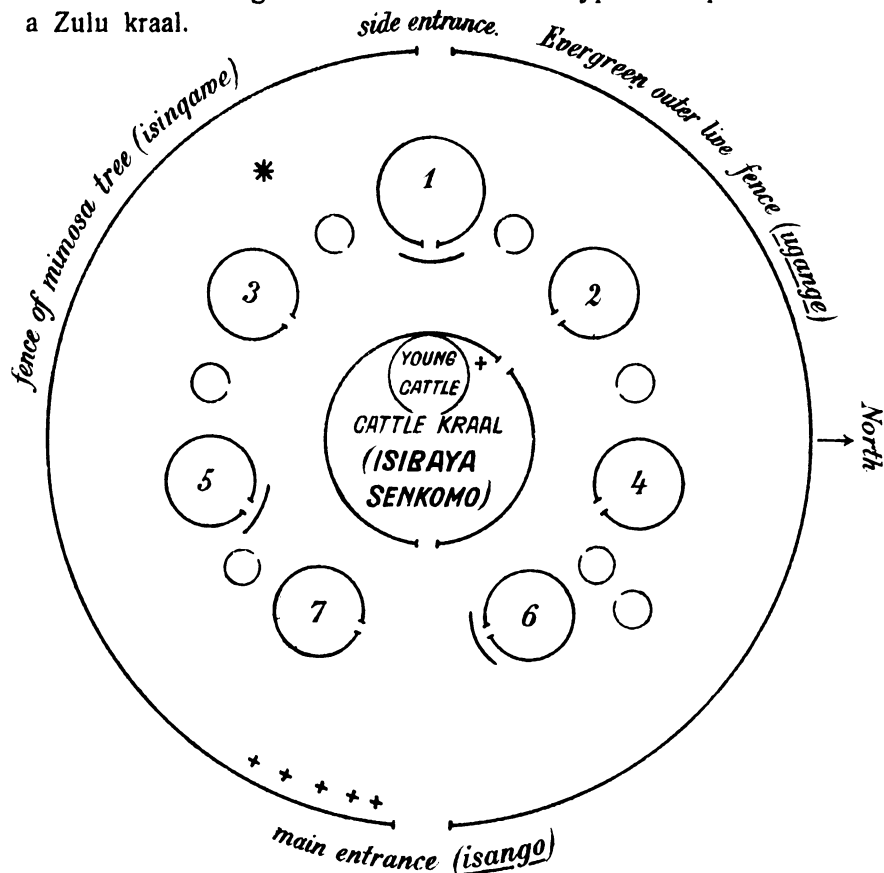 a Zulu kraal.
side entrance.
Evergreen outer live fence (ugange)
fence of mimosa tree (isinqawe)
1
3
2
YOUNG
CATTLE
CATTLE KRAAL
(ISIBAYA
SENKOMO)
North
5
4
7
6
main entrance (isango)